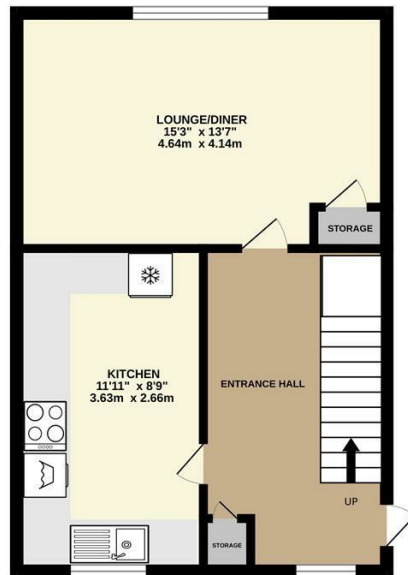 LOUNGE/DINER
15'3" x 13'7"
4.64m x 4.14m
STORAGE
KITCHEN
11'11" x 8'9"
3.63m x 2.66m
ENTRANCE HALL
UP
STORAGE